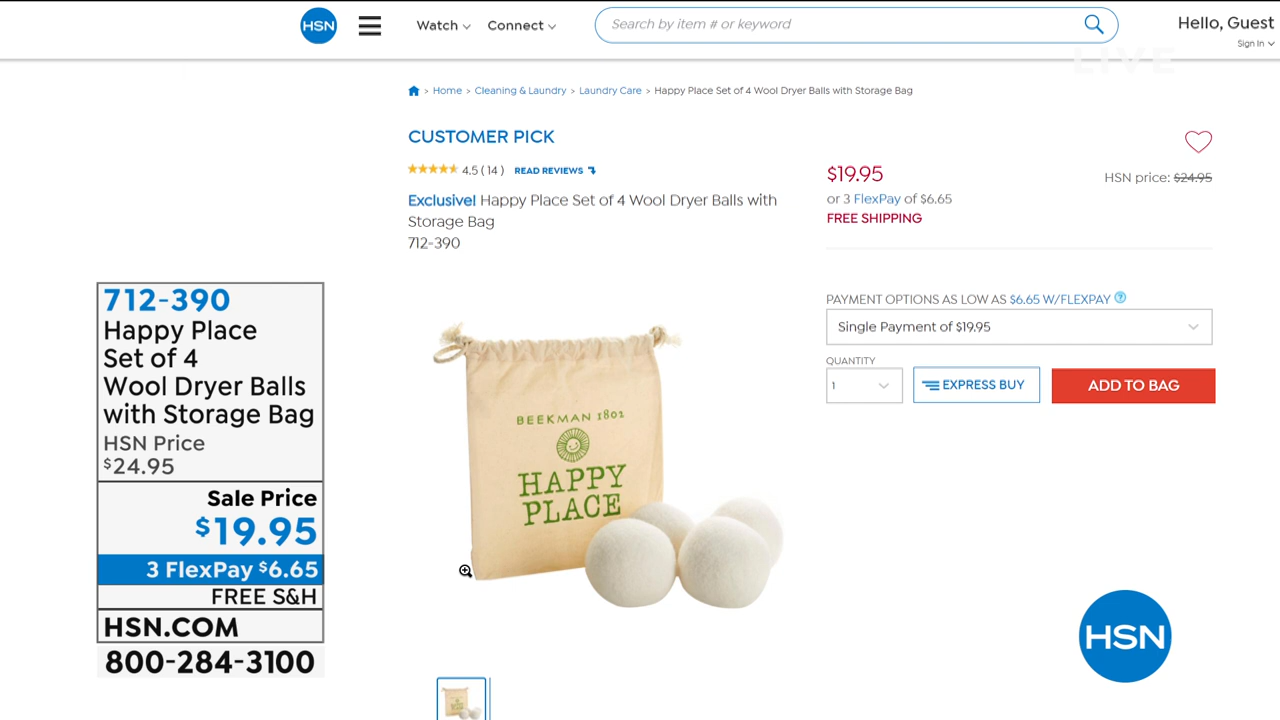 HSN
Watch
Connect
Search by item # or keyword
Hello, Guest
Sign In
LIVE
> Home > Cleaning & Laundry > Laundry Care > Happy Place Set of 4 Wool Dryer Balls with Storage Bag
CUSTOMER PICK
4.5 ( 14 ) READ REVIEWS
Exclusive! Happy Place Set of 4 Wool Dryer Balls with
Storage Bag
712-390
$19.95
HSN price: $24.95
or 3 FlexPay of $6.65
FREE SHIPPING
PAYMENT OPTIONS AS LOW AS $6.65 W/FLEXPAY ?
Single Payment of $19.95
QUANTITY
1
EXPRESS BUY
ADD TO BAG
712-390
Happy Place
Set of 4
Wool Dryer Balls
with Storage Bag
HSN Price
$24.95
Sale Price
$19.95
3 FlexPay $6.65
FREE S&H
HSN.COM
800-284-3100
BEEKMAN 1802
HAPPY
PLACE
HSN
HAPPY
PLACE